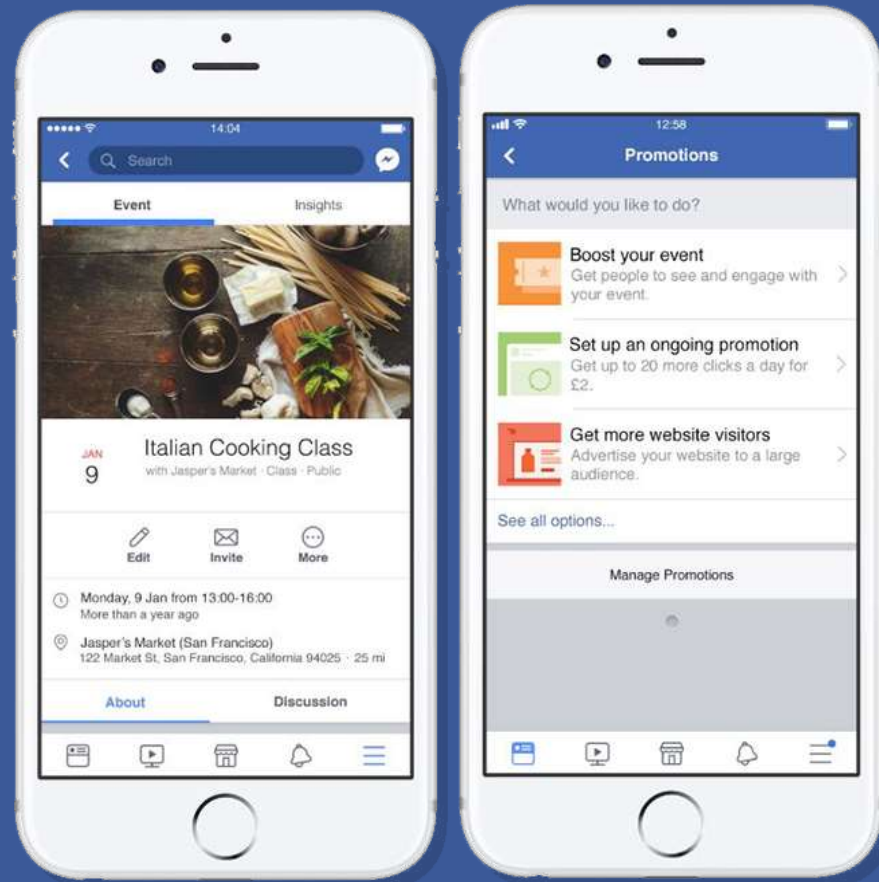 14:04
Search
Event Insights
JAN
9
Italian Cooking Class
with Jasper's Market · Class · Public
Edit Invite More
Monday, 9 Jan from 13:00-16:00
More than a year ago
Jasper's Market (San Francisco)
122 Market St, San Francisco, California 94025 · 25 mi
About Discussion
12:58
Promotions
What would you like to do?
Boost your event
Get people to see and engage with
your event.
Set up an ongoing promotion
Get up to 20 more clicks a day for
£2.
Get more website visitors
Advertise your website to a large
audience.
See all options...
Manage Promotions